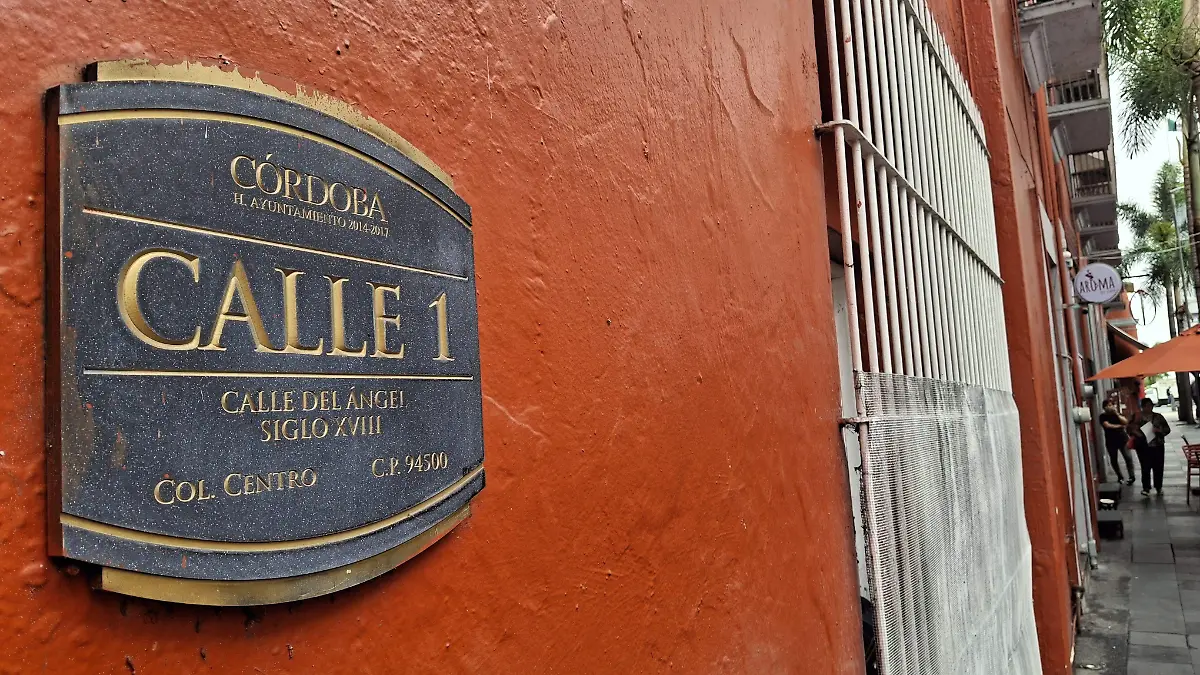 CÓRDOBA
H. AYUNTAMIENTO 2014-2017
CALLE 1
CALLE DEL ÁNGEL
SIGLO XVIII
COL. CENTRO C.P. 94500
AROMA